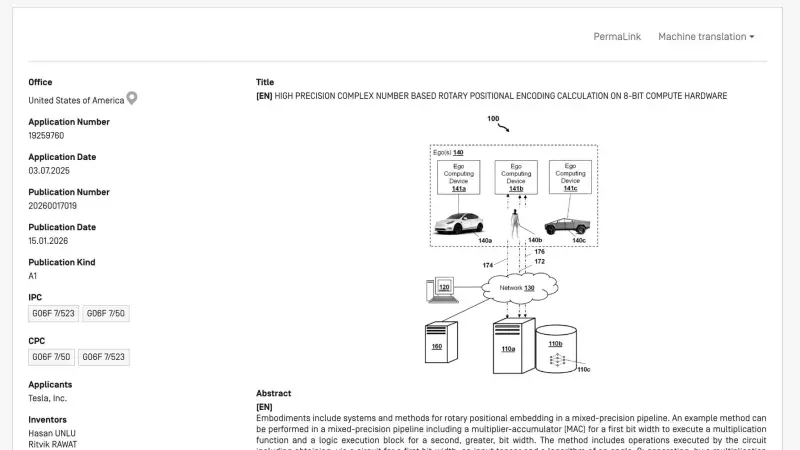 PermaLink
Machine translation
Office
United States of America
Application Number
19259760
Application Date
03.07.2025
Publication Number
20260017019
Publication Date
15.01.2026
Publication Kind
A1
IPC
G06F 7/523 G06F 7/50
CPC
G06F 7/50 G06F 7/523
Applicants
Tesla, Inc.
Inventors
Hasan UNLU
Ritvik RAWAT
Title
[EN] HIGH PRECISION COMPLEX NUMBER BASED ROTARY POSITIONAL ENCODING CALCULATION ON 8-BIT COMPUTE HARDWARE
100
Ego(s) 140
Ego Computing Device 141a
Ego Computing Device 141b
Ego Computing Device 141c
140a
140b
140c
176
174
172
120
Network 130
160
110a
110b
110c
Abstract
[EN]
Embodiments include systems and methods for rotary positional embedding in a mixed-precision pipeline. An example method can
be performed in a mixed-precision pipeline including a multiplier-accumulator (MAC) for a first bit width to execute a multiplication
function and a logic execution block for a second, greater, bit width. The method includes operations executed by the circuit